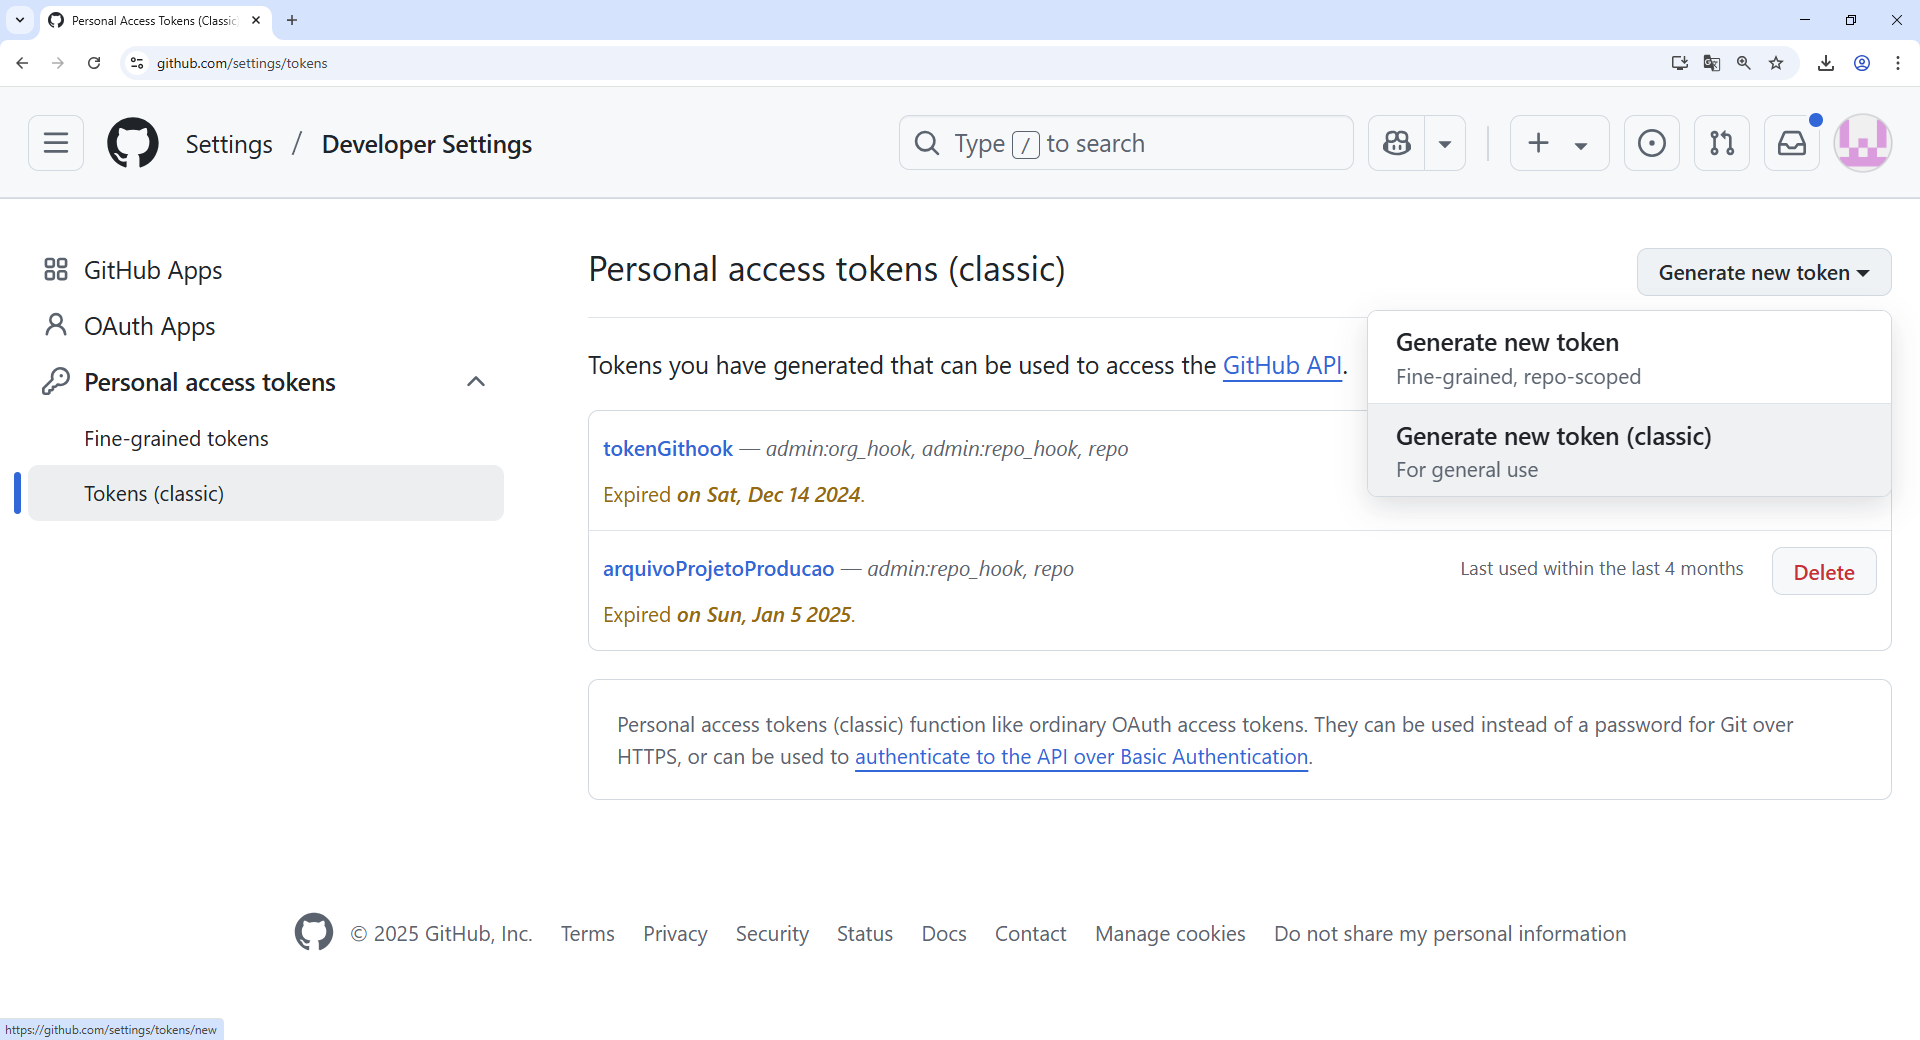 Personal Access Tokens (Classic)
github.com/settings/tokens
Settings / Developer Settings
Type / to search
GitHub Apps
OAuth Apps
Personal access tokens
Fine-grained tokens
Tokens (classic)
Personal access tokens (classic)
Generate new token
Generate new token
Fine-grained, repo-scoped
Generate new token (classic)
For general use
Tokens you have generated that can be used to access the GitHub API.
tokenGithook — admin:org_hook, admin:repo_hook, repo
Expired on Sat, Dec 14 2024.
arquivoProjetoProducao — admin:repo_hook, repo
Last used within the last 4 months
Delete
Expired on Sun, Jan 5 2025.
Personal access tokens (classic) function like ordinary OAuth access tokens. They can be used instead of a password for Git over
HTTPS, or can be used to authenticate to the API over Basic Authentication.
© 2025 GitHub, Inc. Terms Privacy Security Status Docs Contact Manage cookies Do not share my personal information
https://github.com/settings/tokens/new